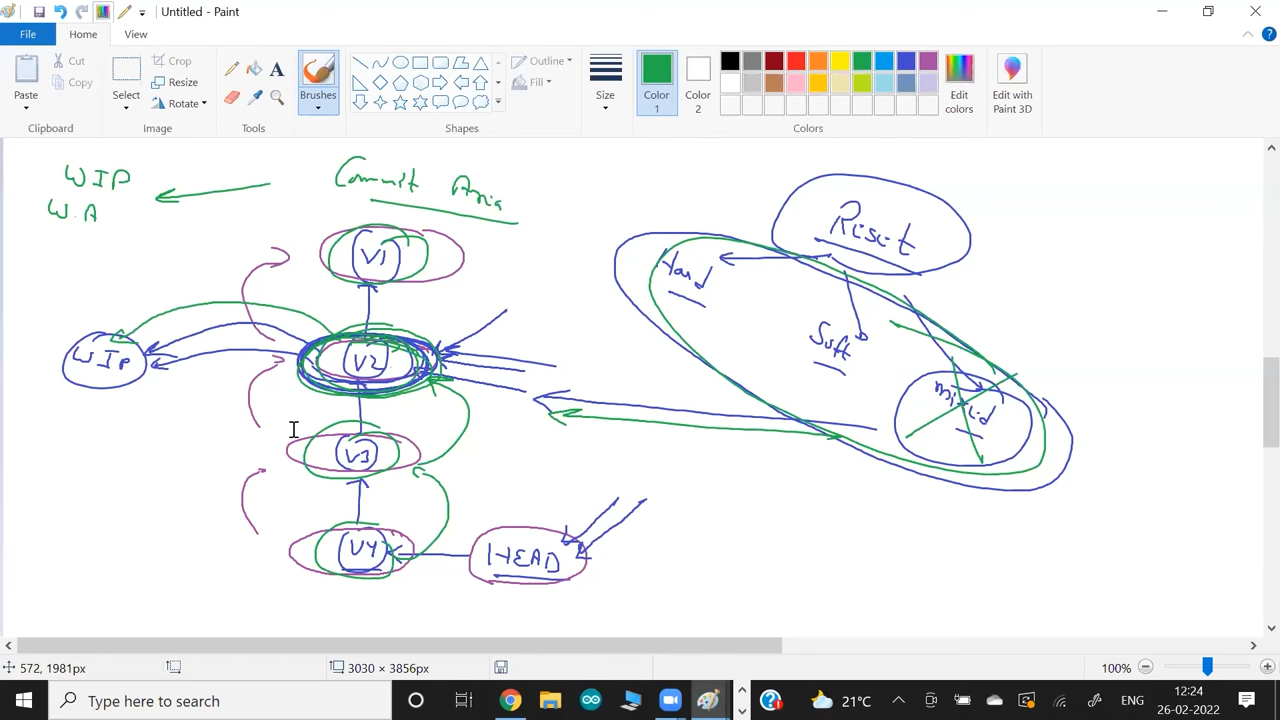 Untitled - Paint
File
Home
View
Paste
Cut
Copy
Clipboard
Select
Crop
Resize
Rotate
Image
A
Tools
Brushes
Shapes
Outline
Fill
Size
Color 1
Color 2
Edit colors
Colors
Edit with Paint 3D
WIP
W.A
Commit Area
V1
Reset
Hard
Soft
mixed
WIP
V2
V3
V4
HEAD
572, 1981px
3030 × 3856px
100%
Type here to search
21°C
ENG
12:24
26-02-2022